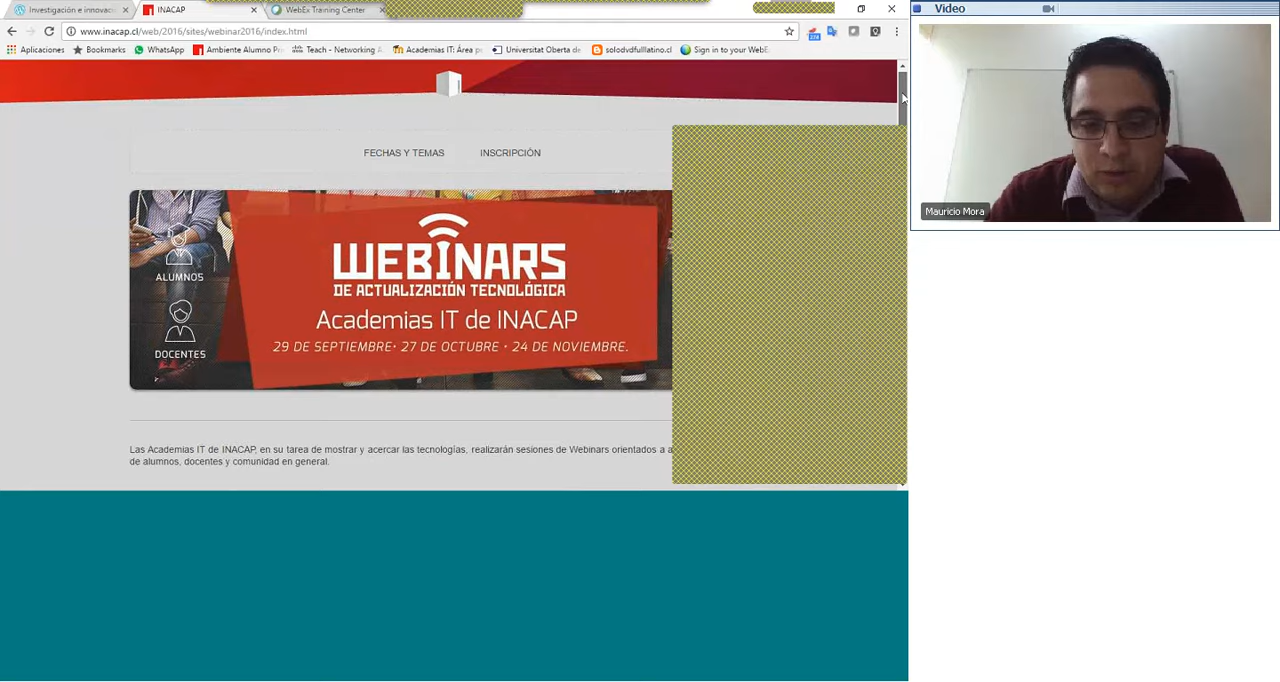 Investigación e innovaci
INACAP
WebEx Training Center
www.inacap.cl/web/2016/sites/webinar2016/index.html
Aplicaciones
Bookmarks
WhatsApp
Ambiente Alumno Pr
Teach - Networking A
Academias IT: Área p
Universitat Oberta de
solodvdfulllatino.cl
Sign in to your WebE
Video
Mauricio Mora
FECHAS Y TEMAS
INSCRIPCIÓN
ALUMNOS
DOCENTES
WEBINARS
DE ACTUALIZACIÓN TECNOLÓGICA
Academias IT de INACAP
29 DE SEPTIEMBRE• 27 DE OCTUBRE • 24 DE NOVIEMBRE.
Las Academias IT de INACAP, en su tarea de mostrar y acercar las tecnologías, realizarán sesiones de Webinars orientados a a
de alumnos, docentes y comunidad en general.